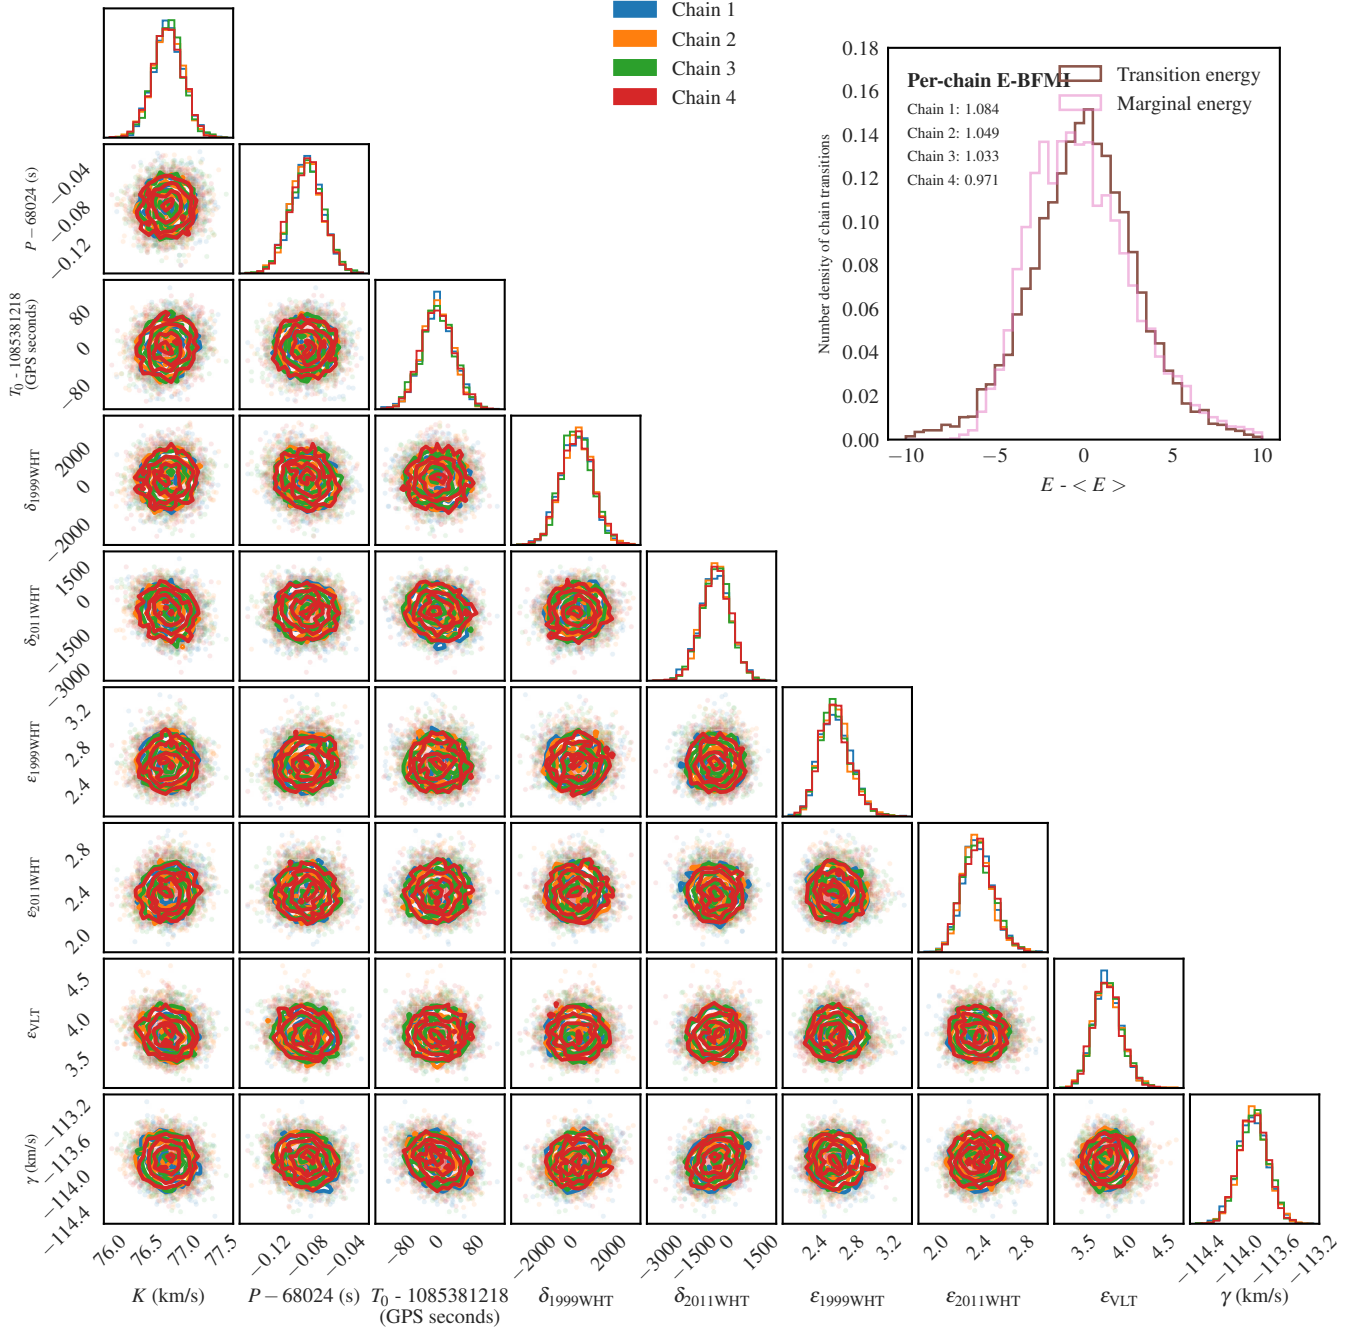 Chain 1
Chain 2
Chain 3
Chain 4
0.18
0.16
0.14
0.12
0.10
0.08
0.06
0.04
0.02
0.00
Number density of chain transitions
Per-chain E-BFMI
Chain 1: 1.084
Chain 2: 1.049
Chain 3: 1.033
Chain 4: 0.971
Transition energy
Marginal energy
−10 −5 0 5 10
E - < E >
P − 68024 (s)
−0.04
−0.08
−0.12
T₀ - 1085381218
(GPS seconds)
80
0
−80
δ₁₉₉₉WHT
2000
0
−2000
δ₂₀₁₁WHT
1500
0
−1500
−3000
ε₁₉₉₉WHT
3.2
2.8
2.4
ε₂₀₁₁WHT
2.8
2.4
2.0
εVLT
4.5
4.0
3.5
γ (km/s)
−113.2
−113.6
−114.0
−114.4
76.0 76.5 77.0 77.5
−0.12 −0.08 −0.04
−80 0 80
−2000 0 2000
−3000 −1500 0 1500
2.4 2.8 3.2
2.0 2.4 2.8
3.5 4.0 4.5
−114.4 −114.0 −113.6 −113.2
K (km/s)
P − 68024 (s)
T₀ - 1085381218
(GPS seconds)
δ₁₉₉₉WHT
δ₂₀₁₁WHT
ε₁₉₉₉WHT
ε₂₀₁₁WHT
εVLT
γ (km/s)